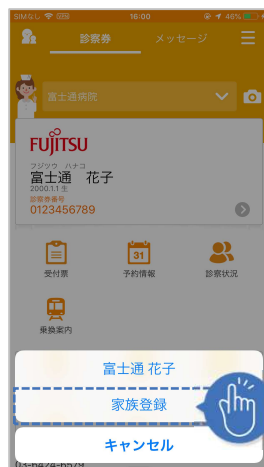 SIMなし 16:00 46%
診察券 メッセージ
富士通病院
FUJITSU
フジツウ ハナコ
富士通 花子
2000.1.1 生
診察券番号
0123456789
受付票 予約情報 診察状況
31
乗換案内
富士通 花子
家族登録
キャンセル
03-6424-6579